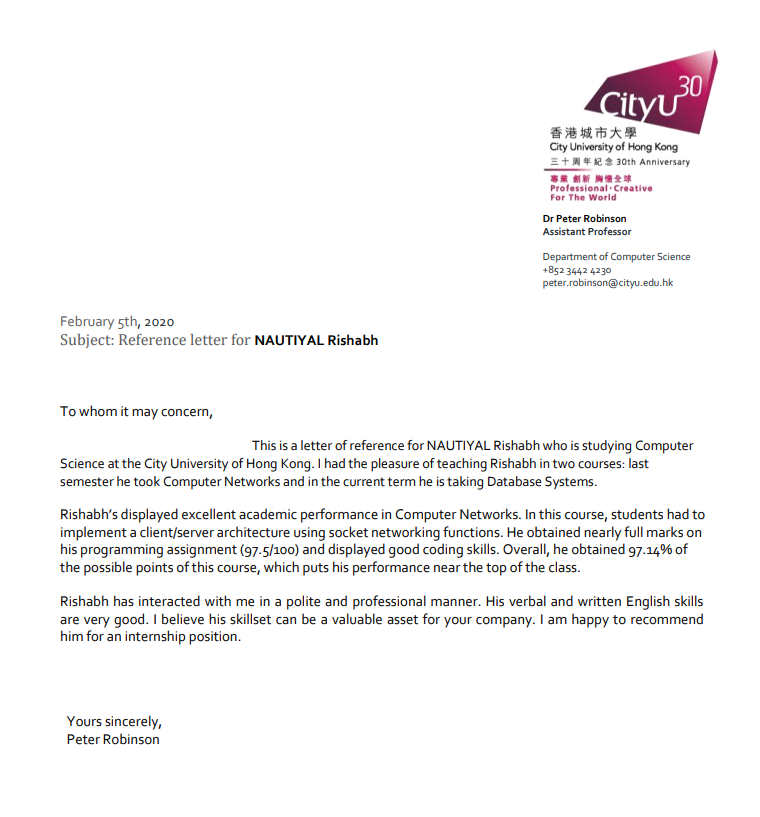 CityU 30
香港城市大學
City University of Hong Kong
三十周年紀念 30th Anniversary
專業 創新 胸懷全球
Professional·Creative
For The World
Dr Peter Robinson
Assistant Professor
Department of Computer Science
+852 3442 4230
peter.robinson@cityu.edu.hk
February 5th, 2020
Subject: Reference letter for NAUTIYAL Rishabh
To whom it may concern,
This is a letter of reference for NAUTIYAL Rishabh who is studying Computer
Science at the City University of Hong Kong. I had the pleasure of teaching Rishabh in two courses: last
semester he took Computer Networks and in the current term he is taking Database Systems.
Rishabh's displayed excellent academic performance in Computer Networks. In this course, students had to
implement a client/server architecture using socket networking functions. He obtained nearly full marks on
his programming assignment (97.5/100) and displayed good coding skills. Overall, he obtained 97.14% of
the possible points of this course, which puts his performance near the top of the class.
Rishabh has interacted with me in a polite and professional manner. His verbal and written English skills
are very good. I believe his skillset can be a valuable asset for your company. I am happy to recommend
him for an internship position.
Yours sincerely,
Peter Robinson